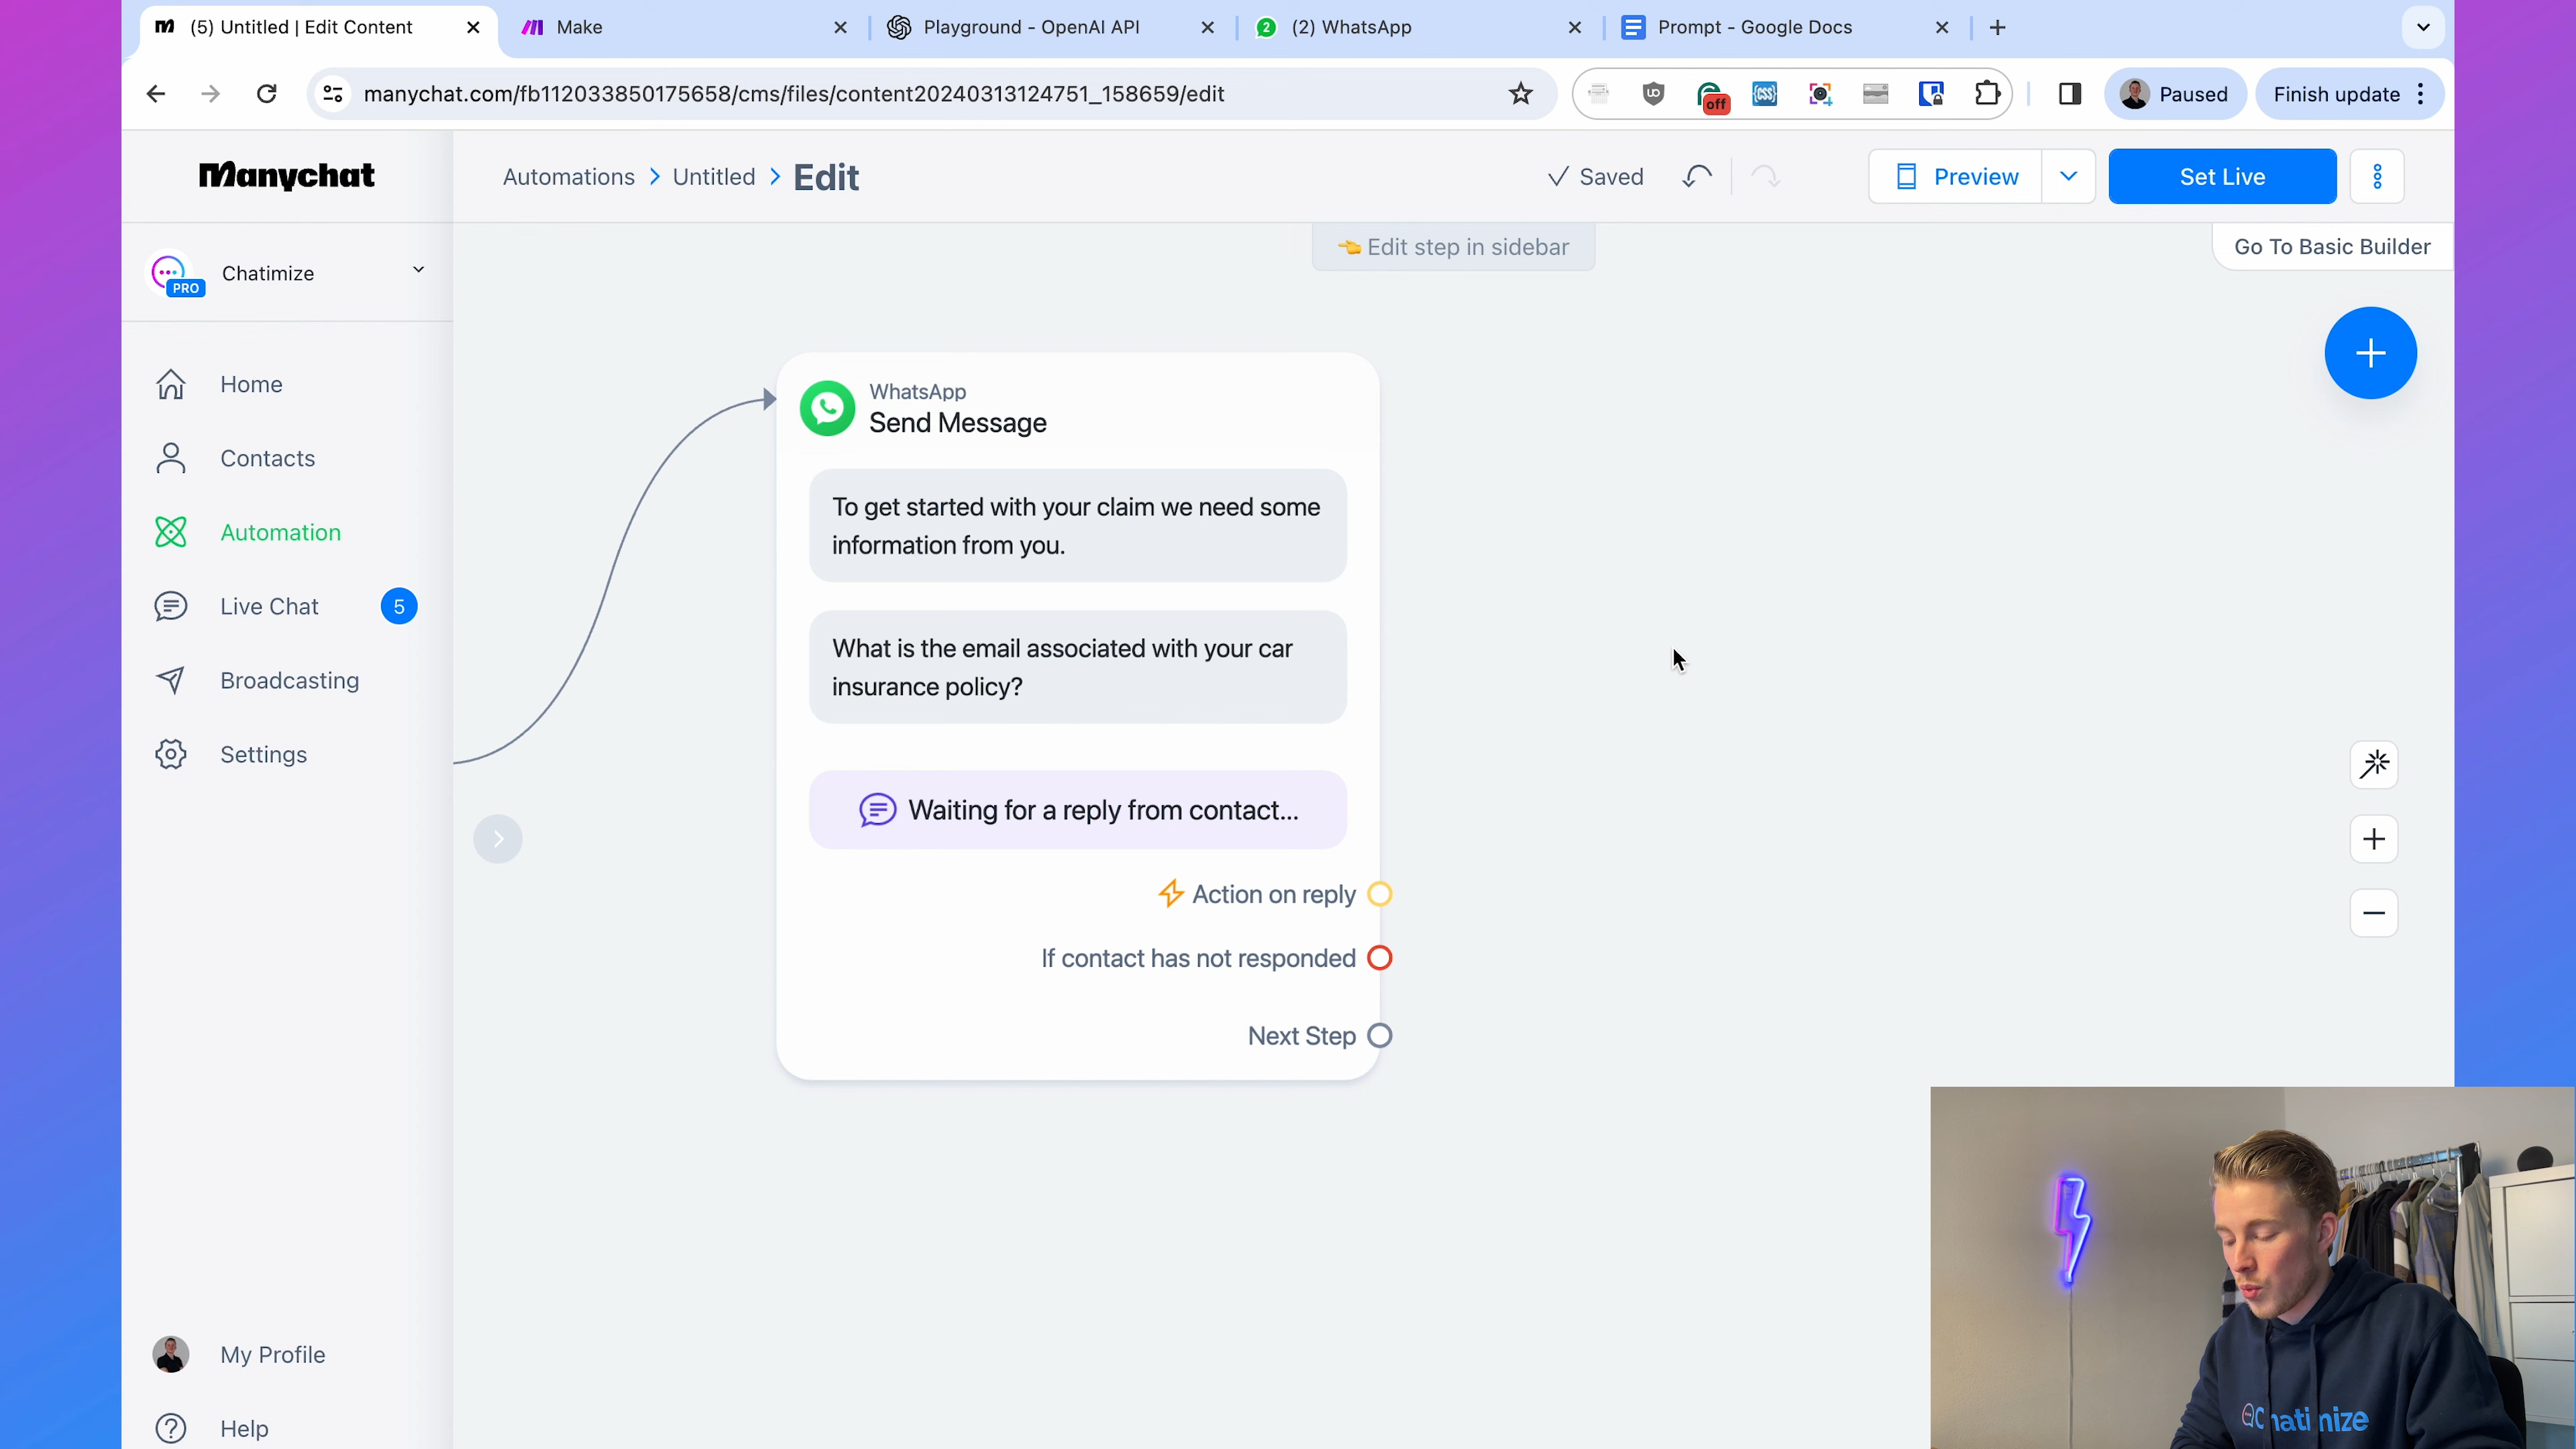 (5) Untitled | Edit Content
Make
Playground - OpenAI API
2
(2) WhatsApp
Prompt - Google Docs
manychat.com/fb112033850175658/cms/files/content20240313124751_158659/edit
off
Paused
Finish update
Manychat
Automations > Untitled > Edit
Saved
Preview
Set Live
Edit step in sidebar
Go To Basic Builder
Chatimize
PRO
Home
Contacts
Automation
Live Chat
5
Broadcasting
Settings
My Profile
Help
WhatsApp
Send Message
To get started with your claim we need some
information from you.
What is the email associated with your car
insurance policy?
Waiting for a reply from contact...
Action on reply
If contact has not responded
Next Step
Chatimize